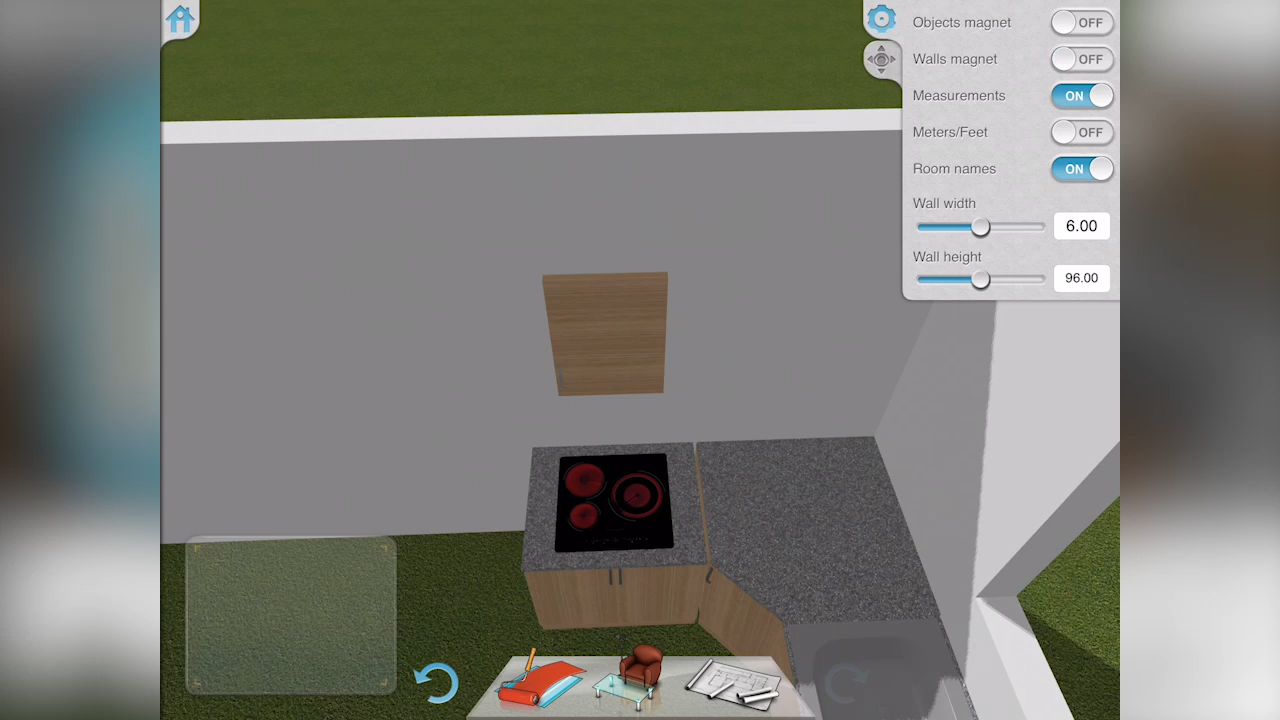 Objects magnet OFF
Walls magnet OFF
Measurements ON
Meters/Feet OFF
Room names ON
Wall width
6.00
Wall height
96.00